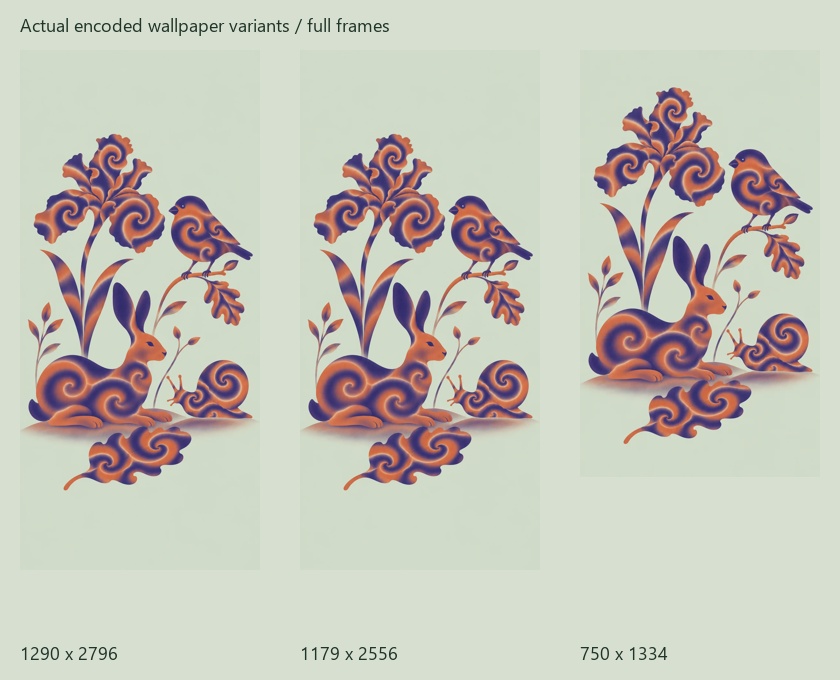 Actual encoded wallpaper variants / full frames
1290 x 2796
1179 x 2556
750 x 1334